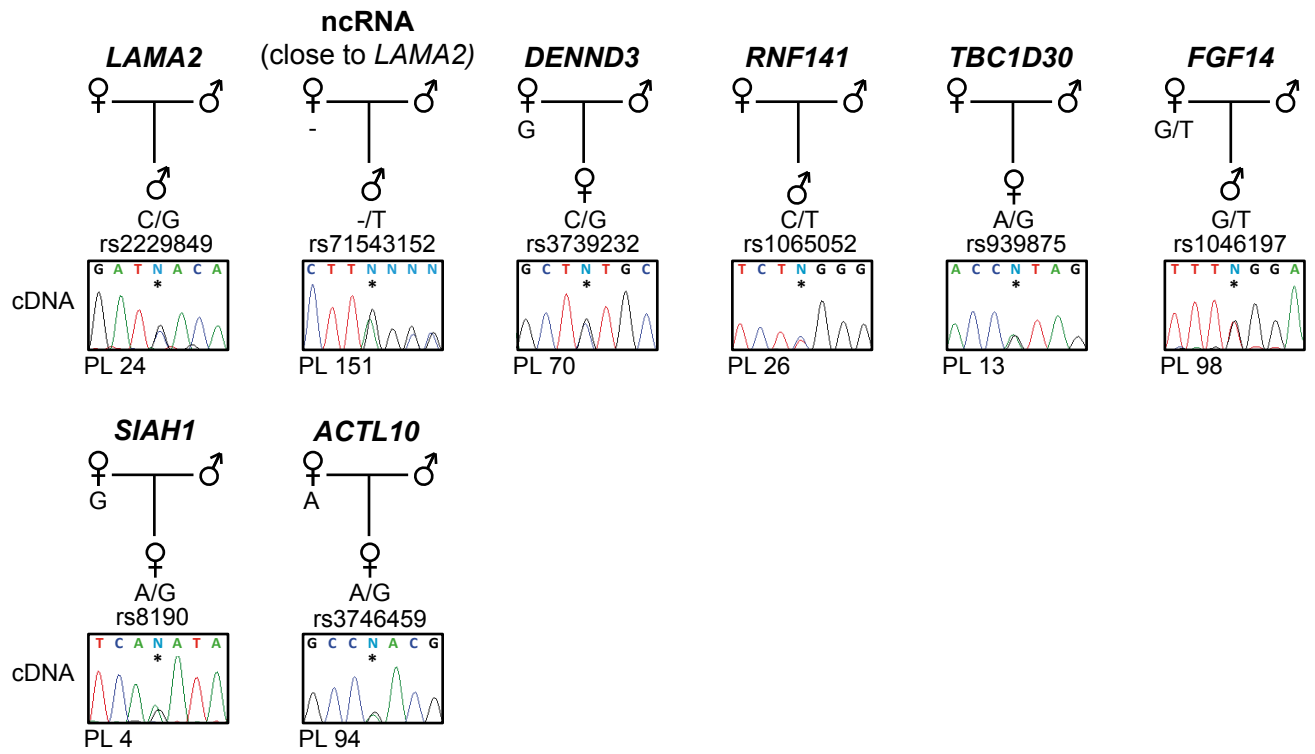 LAMA2
ncRNA
(close to LAMA2)
DENND3
RNF141
TBC1D30
FGF14
-
G
G/T
C/G
-/T
C/G
C/T
A/G
G/T
rs2229849
rs71543152
rs3739232
rs1065052
rs939875
rs1046197
cDNA
G A T N A C A
*
C T T N N N N
*
G C T N T G C
*
T C T N G G G
*
A C C N T A G
*
T T T N G G A
*
PL 24
PL 151
PL 70
PL 26
PL 13
PL 98
SIAH1
ACTL10
G
A
A/G
A/G
rs8190
rs3746459
cDNA
T C A N A T A
*
G C C N A C G
*
PL 4
PL 94